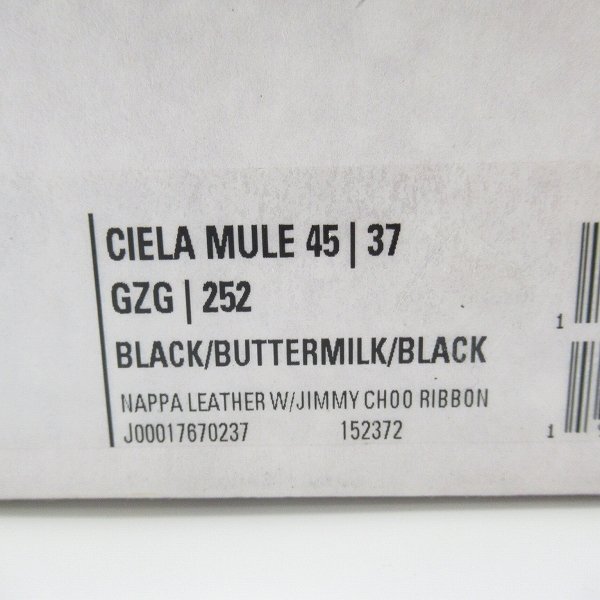 CIELA MULE 45 | 37
GZG | 252
BLACK/BUTTERMILK/BLACK
NAPPA LEATHER W/JIMMY CHOO RIBBON
J00017670237 152372
1
1